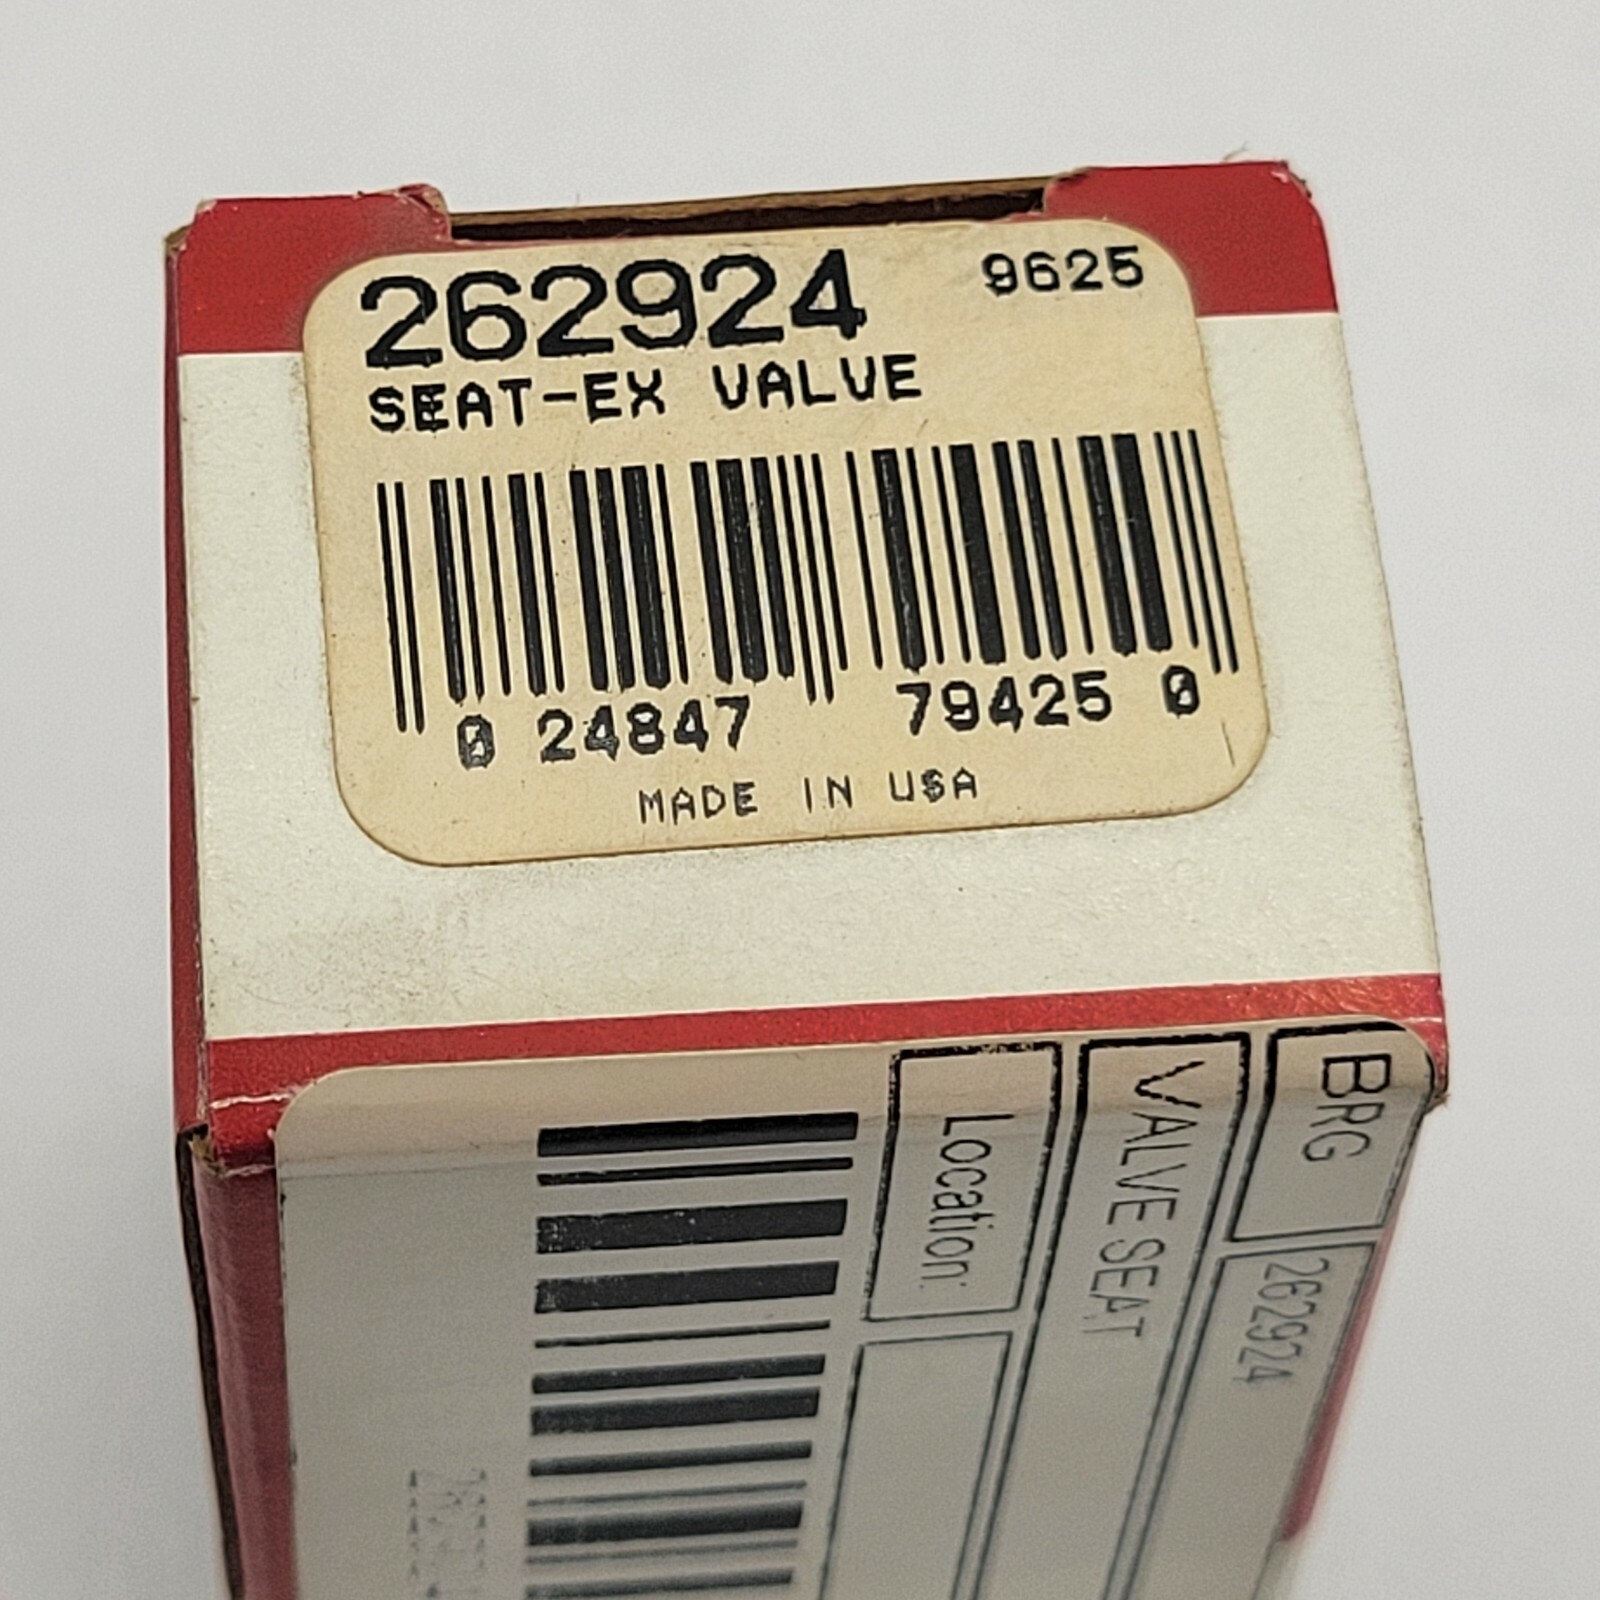 262924 9625
SEAT-EX VALVE
0 24847 79425 0
MADE IN USA
BRG 262924
VALVE SEAT
Location: